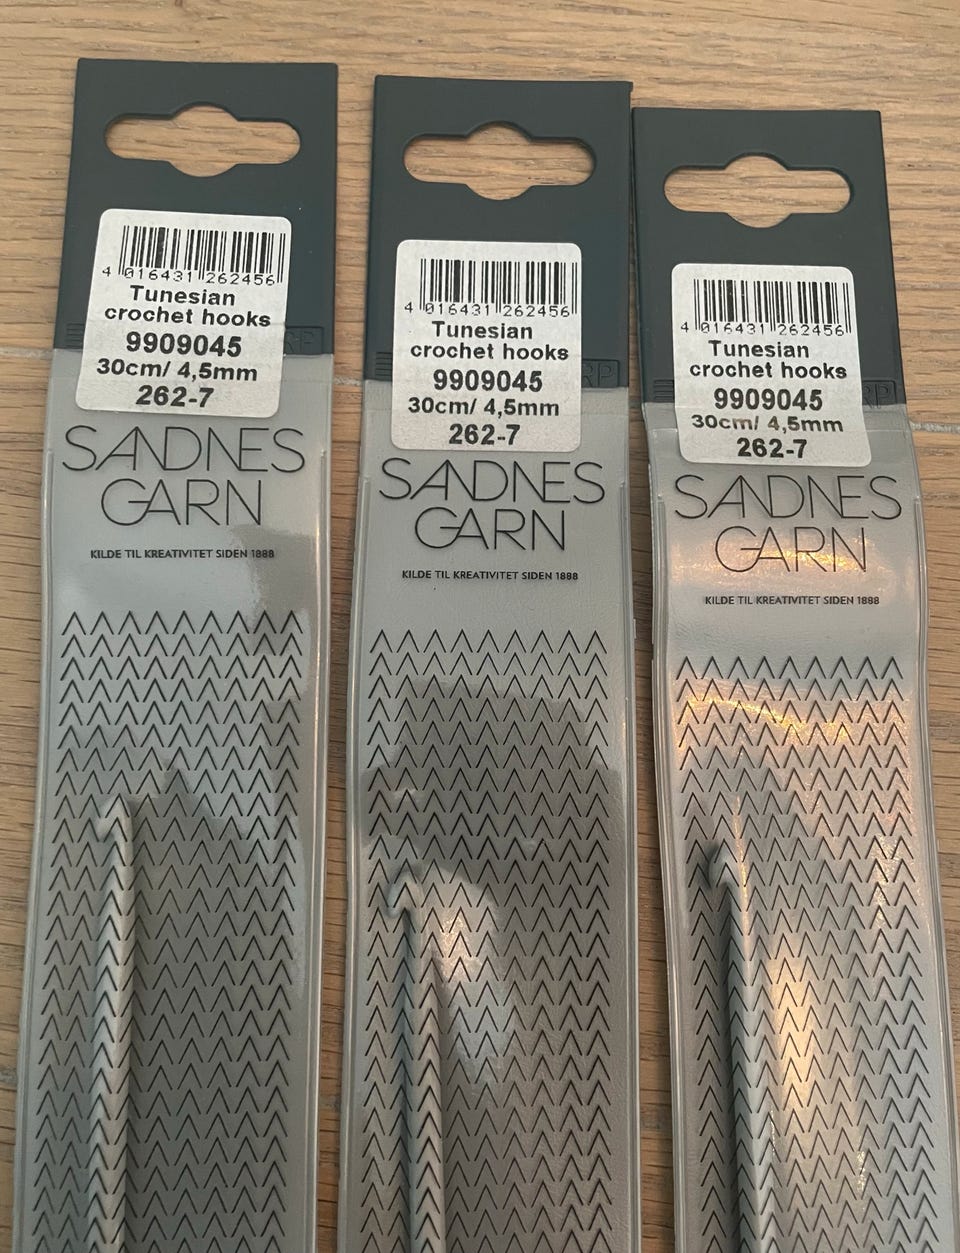 4 016431 262456
Tunesian
crochet hooks
9909045
30cm/ 4,5mm
262-7
SANDNES
GARN
KILDE TIL KREATIVITET SIDEN 1888
4 016431 262456
Tunesian
crochet hooks
9909045
30cm/ 4,5mm
262-7
SANDNES
GARN
KILDE TIL KREATIVITET SIDEN 1888
4 016431 262456
Tunesian
crochet hooks
9909045
30cm/ 4,5mm
262-7
SANDNES
GARN
KILDE TIL KREATIVITET SIDEN 1888